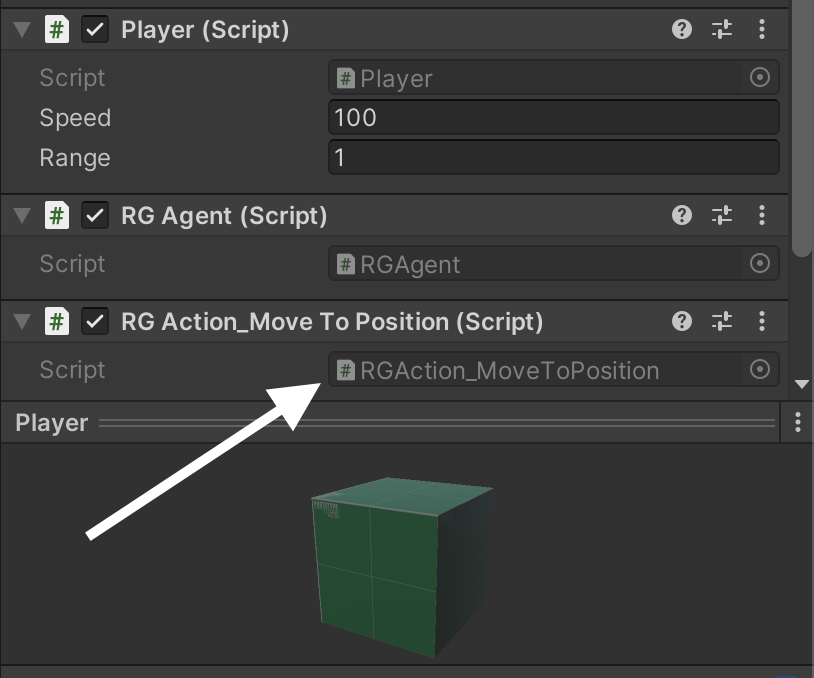 # Player (Script)
Script # Player
Speed 100
Range 1
# RG Agent (Script)
Script # RGAgent
# RG Action_Move To Position (Script)
Script # RGAction_MoveToPosition
Player
PROTOTYPE